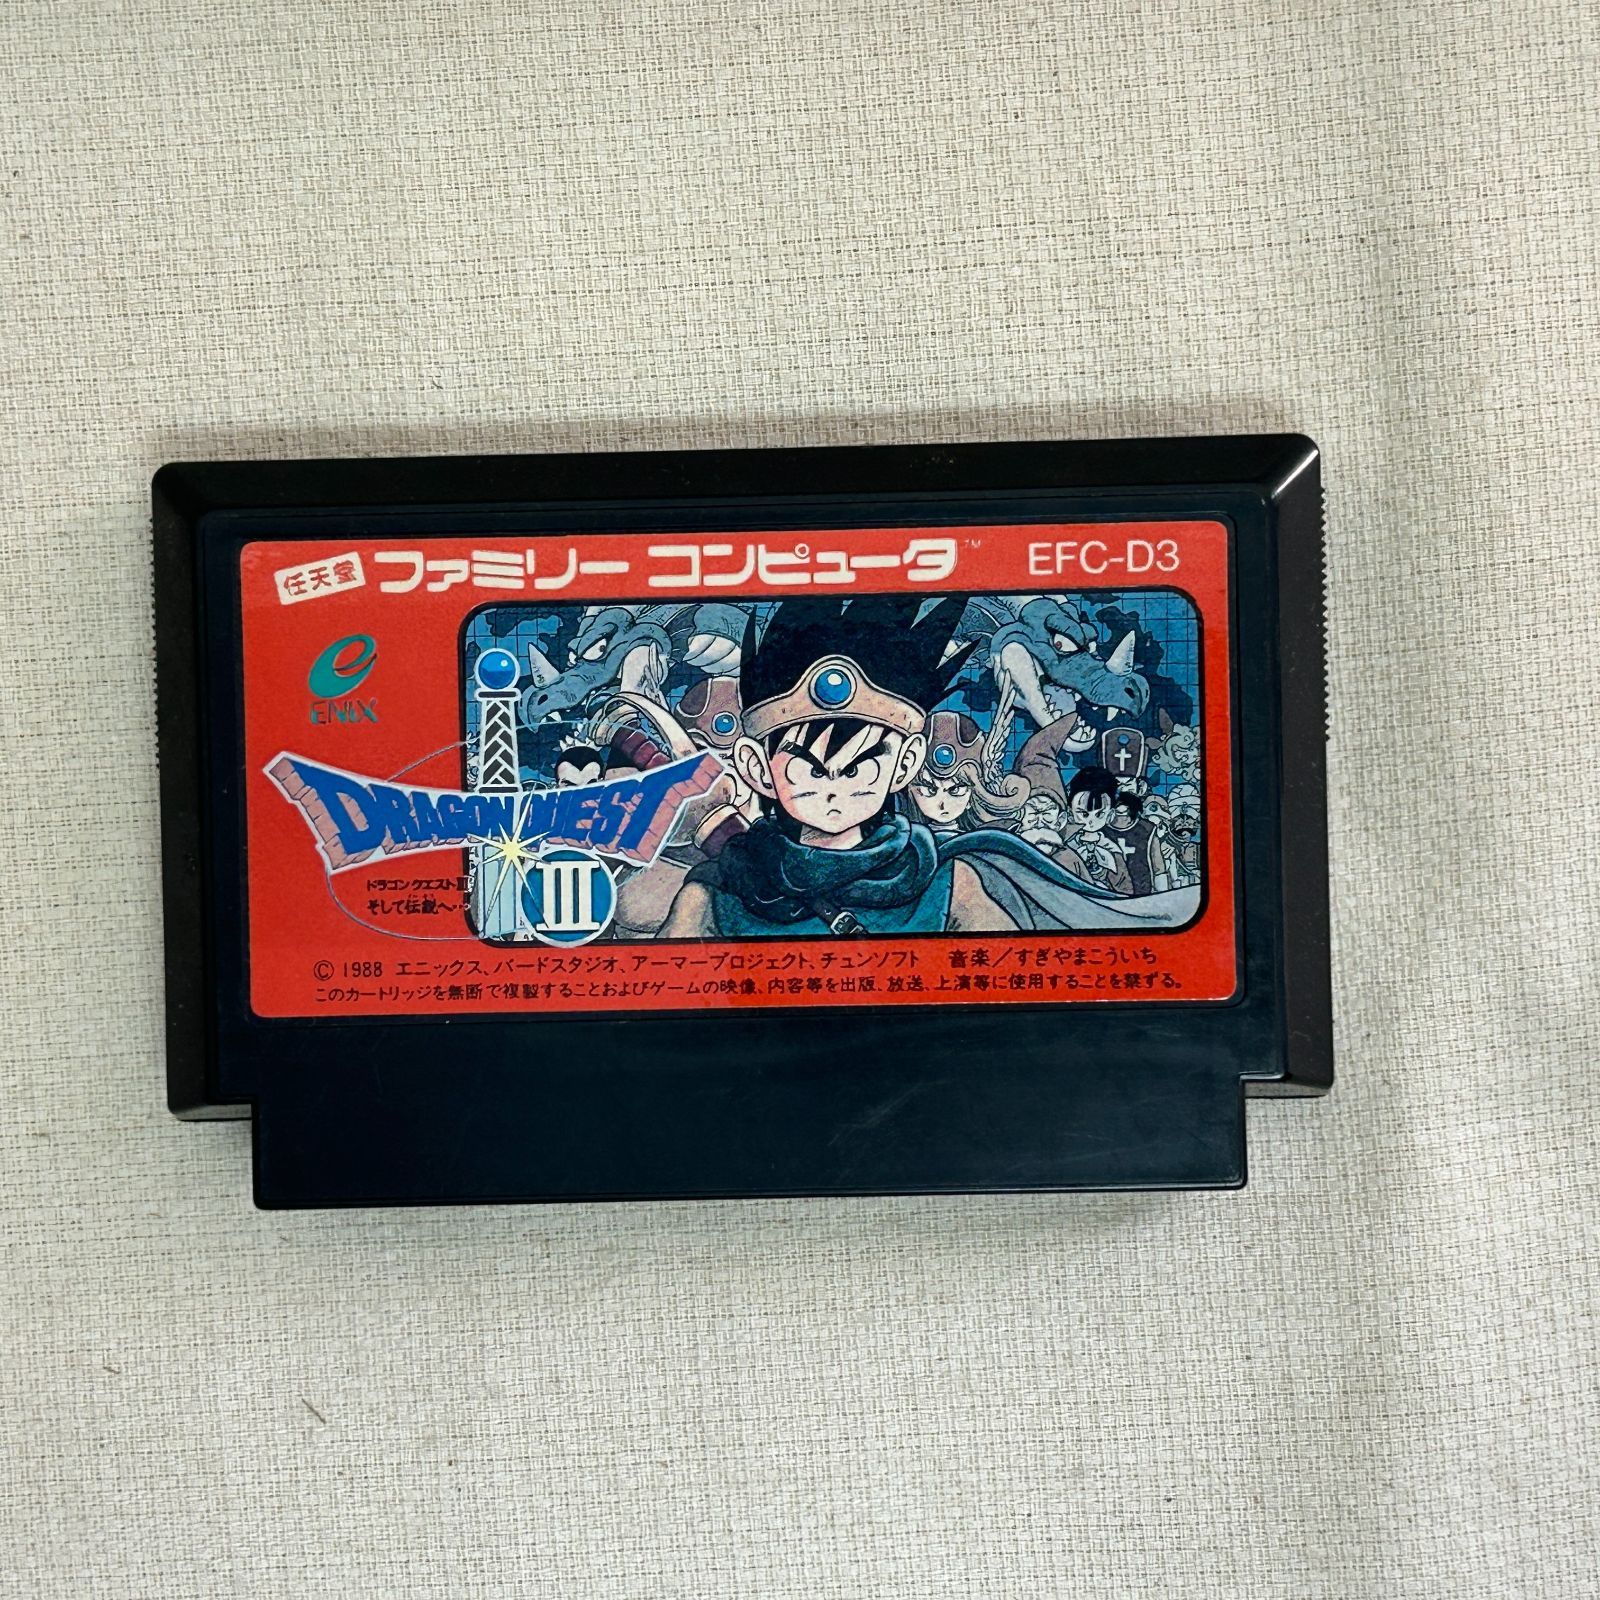 任天堂 ファミリー コンピュータ™ EFC-D3
ENIX
DRAGON QUEST
III
ドラゴンクエストIII
そして伝説へ…
© 1988 エニックス、バードスタジオ、アーマープロジェクト、チュンソフト 音楽／すぎやまこういち
このカートリッジを無断で複製することおよびゲームの映像、内容等を出版、放送、上演等に使用することを禁ずる。